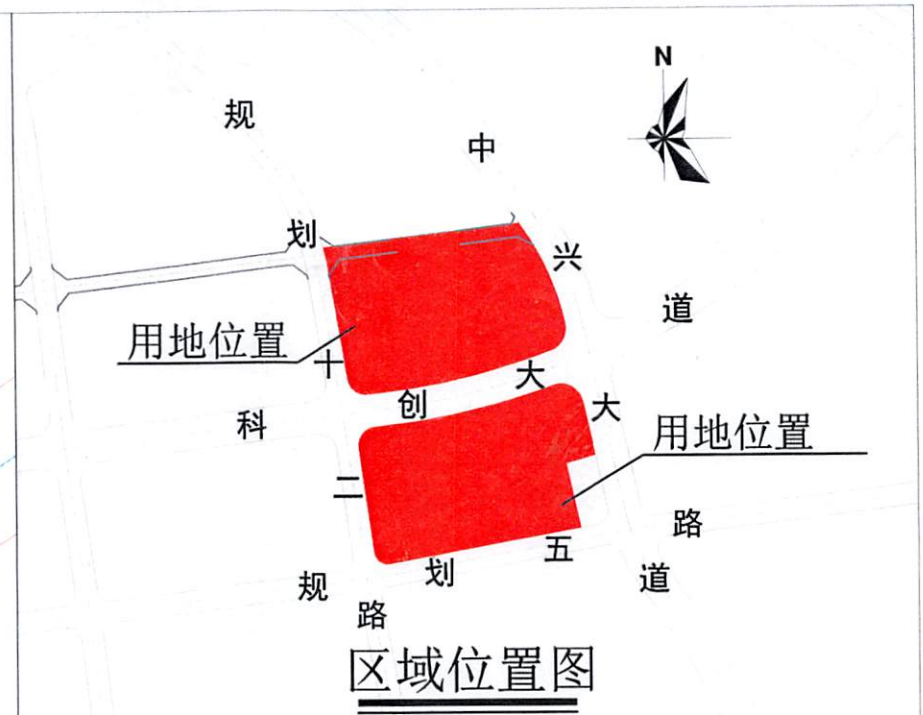 N
规划十二路
中兴大道
科创大道
规划五路
用地位置
用地位置
区域位置图